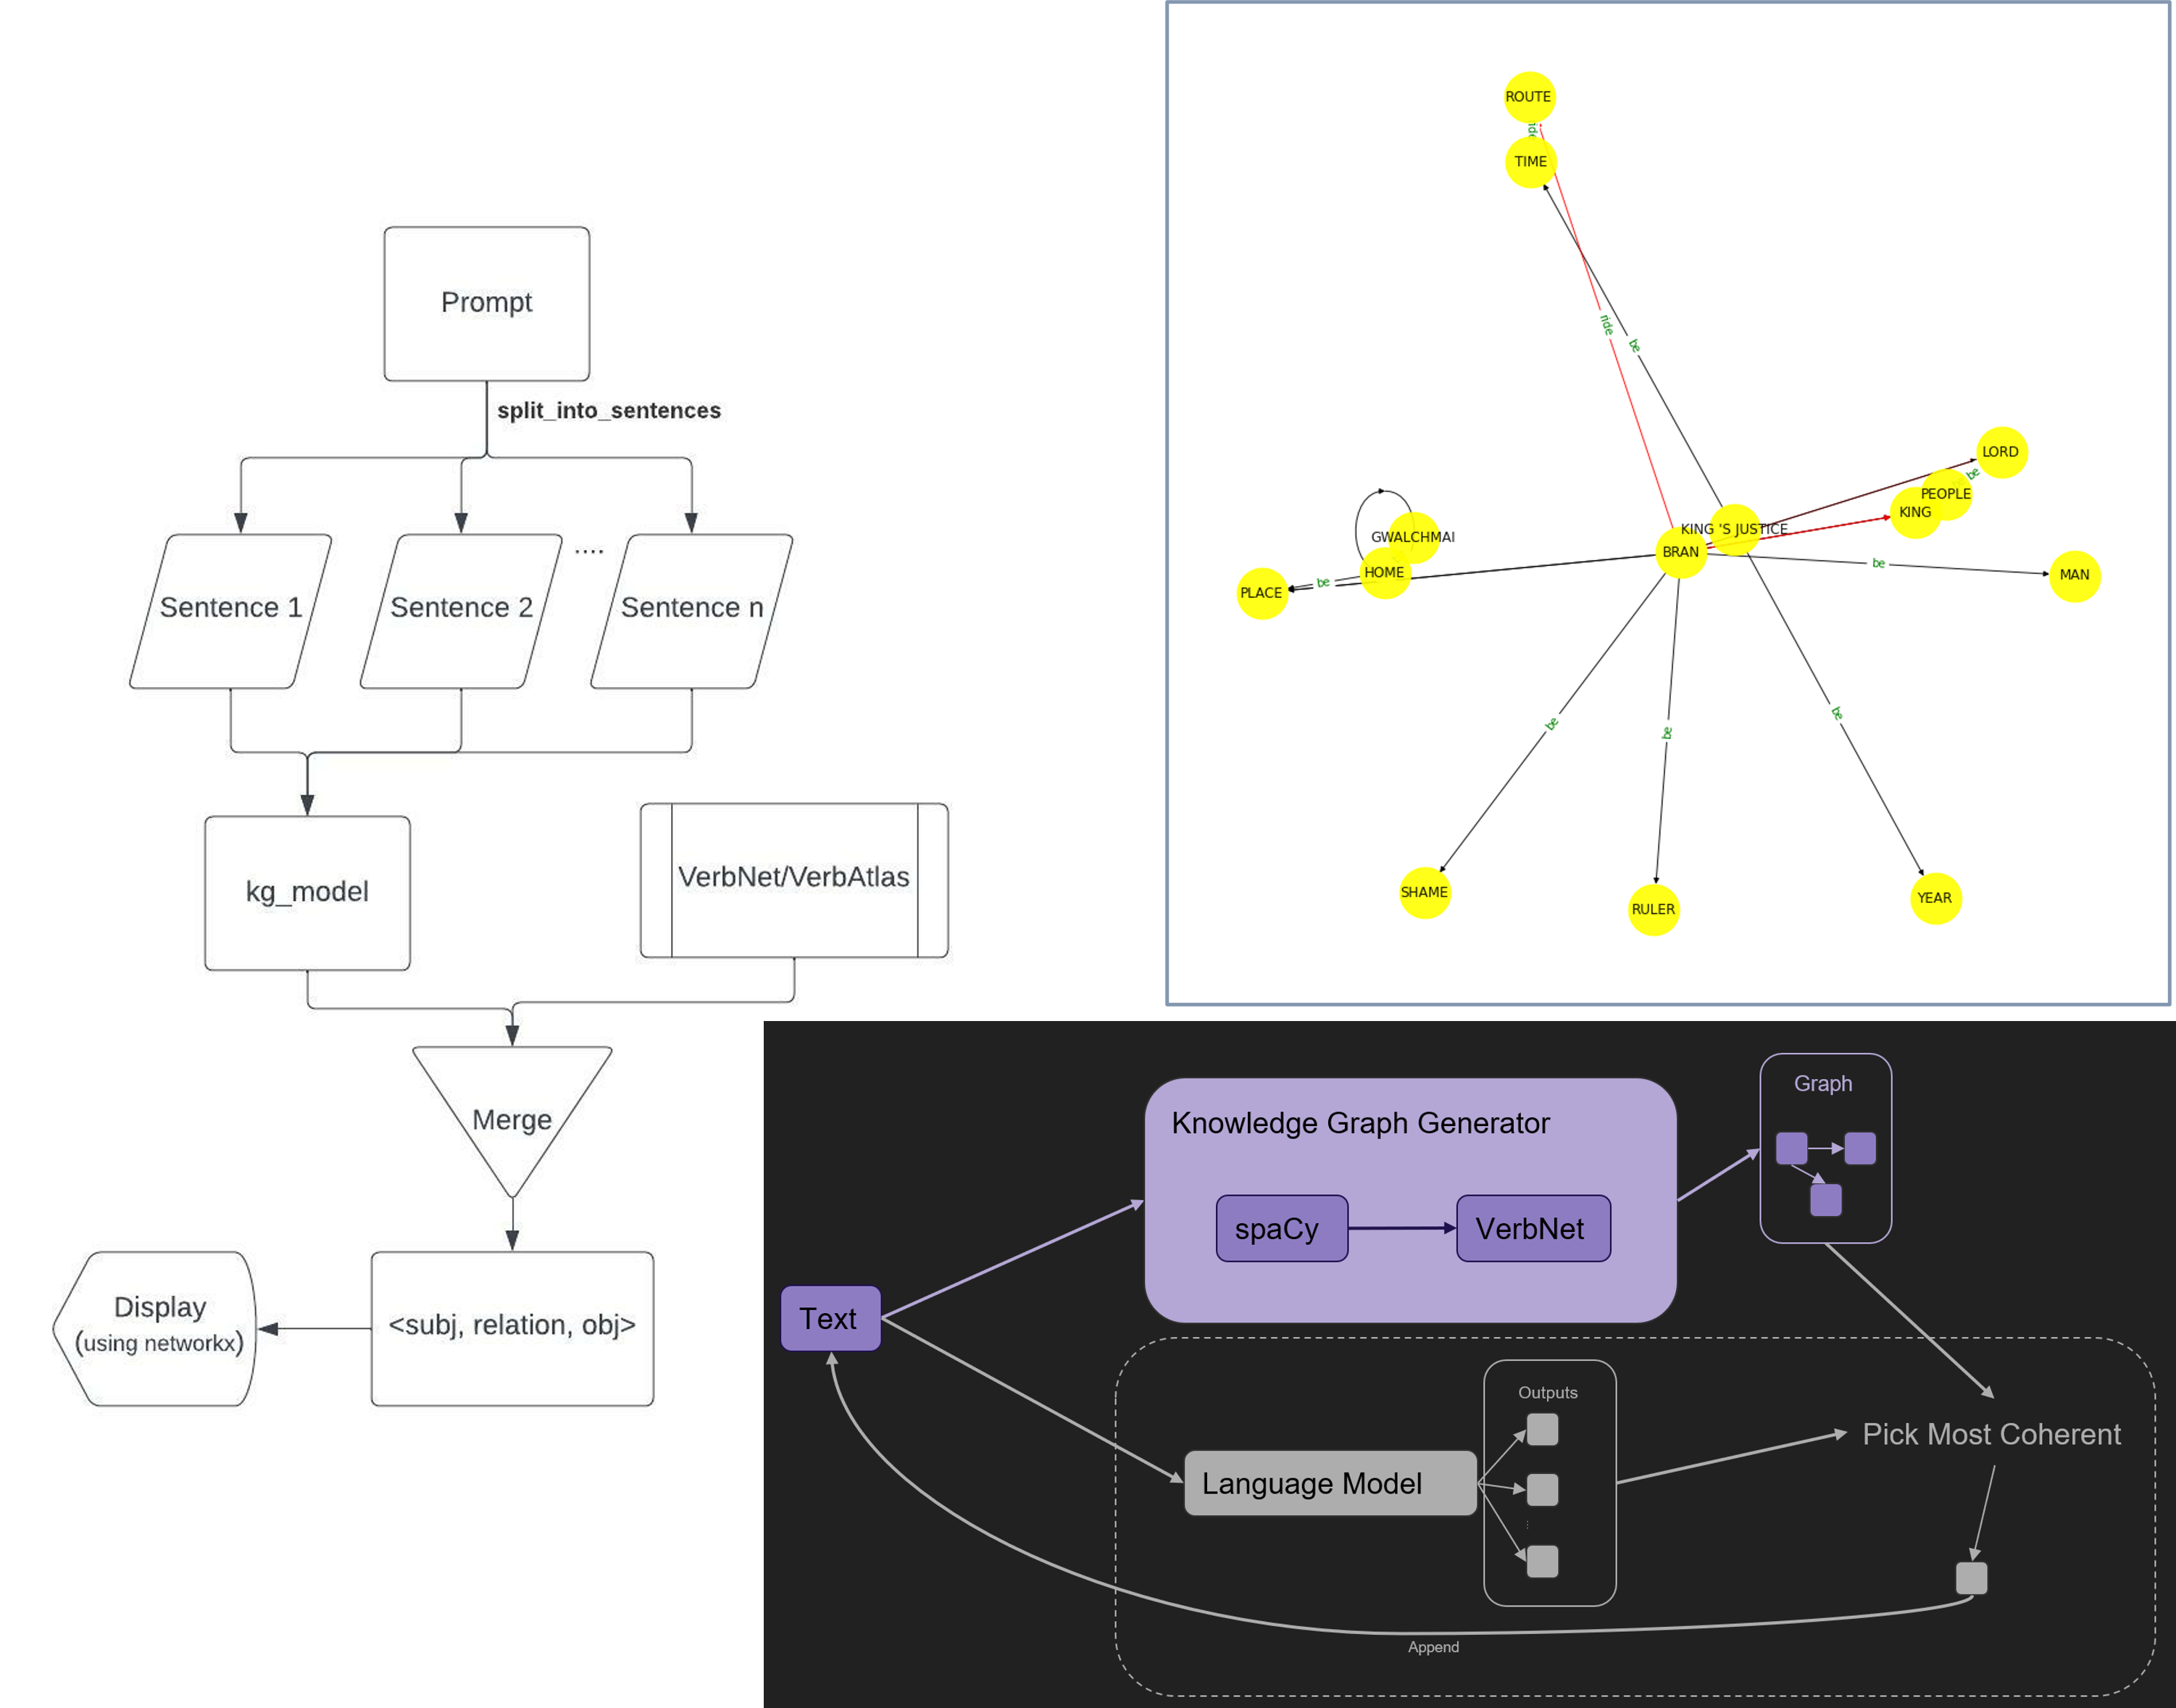 Prompt
split_into_sentences
Sentence 1
....
Sentence 2
Sentence n
kg_model
VerbNet/VerbAtlas
Merge
<subj, relation, obj>
Display
(using networkx)
ROUTE
TIME
ride
be
LORD
be
PEOPLE
KING
KING 'S JUSTICE
BRAN
GWALCHMAI
HOME
be
PLACE
be
MAN
be
be
be
SHAME
RULER
YEAR
Knowledge Graph Generator
spaCy
VerbNet
Graph
Text
Outputs
Language Model
Pick Most Coherent
Append